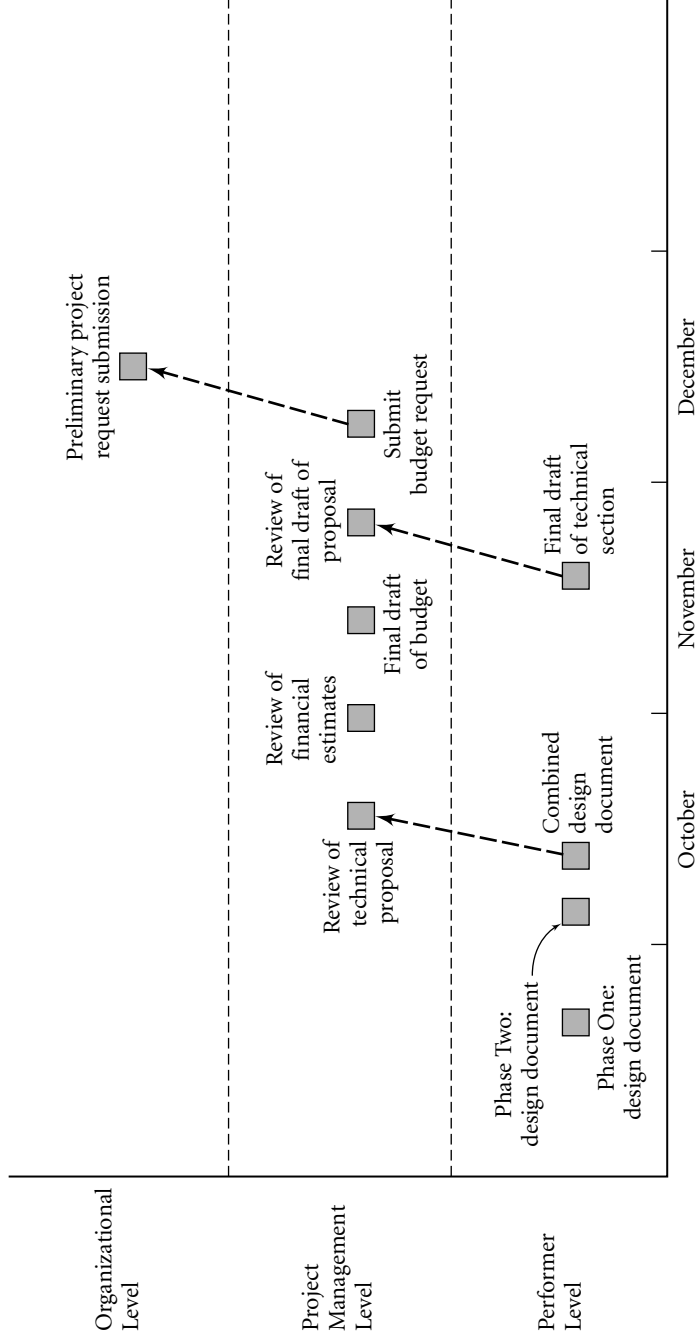 Organizational
Level
Preliminary project
request submission
Project
Management
Level
Review of
technical
proposal
Review of
financial
estimates
Final draft
of budget
Review of
final draft of
proposal
Submit
budget request
Performer
Level
Phase Two:
design document
Phase One:
design document
Combined
design
document
Final draft
of technical
section
October
November
December